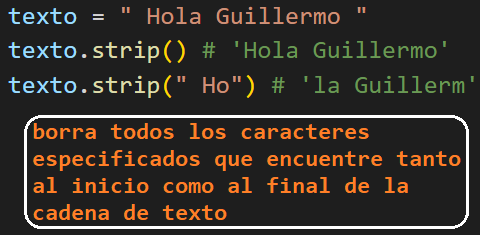 texto = " Hola Guillermo "
texto.strip() # 'Hola Guillermo'
texto.strip(" Ho") # 'la Guillerm'
borra todos los caracteres
especificados que encuentre tanto
al inicio como al final de la
cadena de texto